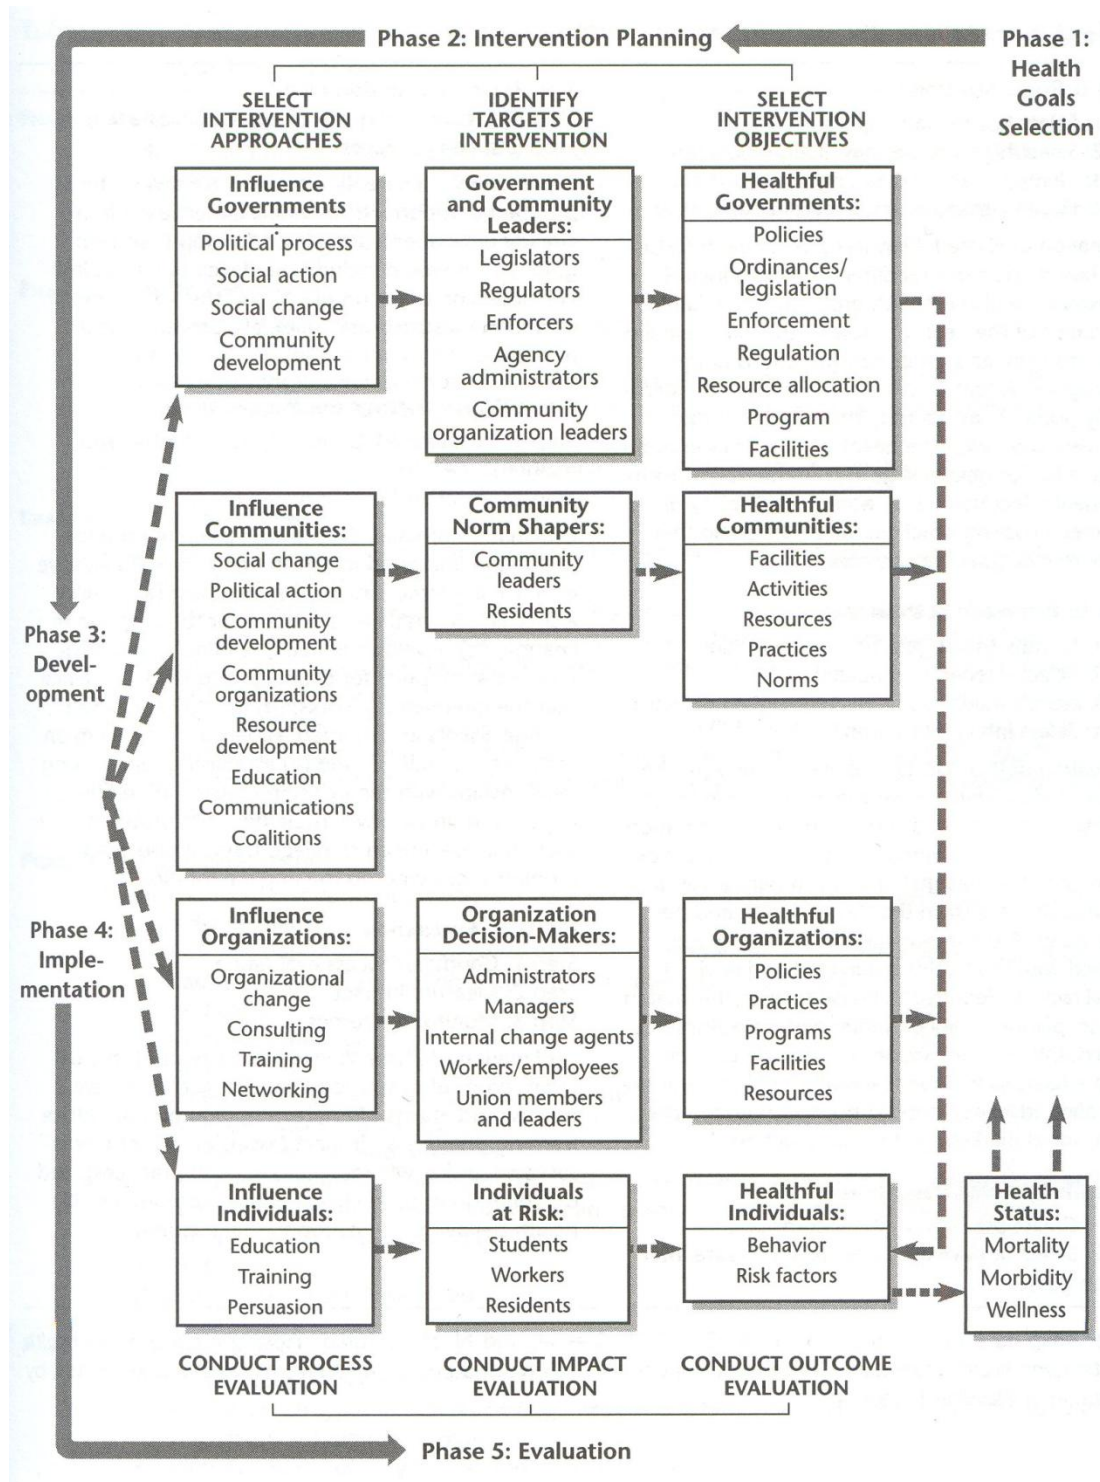 Phase 2: Intervention Planning
Phase 1:
Health
Goals
Selection
SELECT
INTERVENTION
APPROACHES
IDENTIFY
TARGETS OF
INTERVENTION
SELECT
INTERVENTION
OBJECTIVES
Influence
Governments
Political process
Social action
Social change
Community
development
Government
and Community
Leaders:
Legislators
Regulators
Enforcers
Agency
administrators
Community
organization leaders
Healthful
Governments:
Policies
Ordinances/
legislation
Enforcement
Regulation
Resource allocation
Program
Facilities
Phase 3:
Devel-
opment
Influence
Communities:
Social change
Political action
Community
development
Community
organizations
Resource
development
Education
Communications
Coalitions
Community
Norm Shapers:
Community
leaders
Residents
Healthful
Communities:
Facilities
Activities
Resources
Practices
Norms
Phase 4:
Imple-
mentation
Influence
Organizations:
Organizational
change
Consulting
Training
Networking
Organization
Decision-Makers:
Administrators
Managers
Internal change agents
Workers/employees
Union members
and leaders
Healthful
Organizations:
Policies
Practices
Programs
Facilities
Resources
Influence
Individuals:
Education
Training
Persuasion
Individuals
at Risk:
Students
Workers
Residents
Healthful
Individuals:
Behavior
Risk factors
Health
Status:
Mortality
Morbidity
Wellness
CONDUCT PROCESS
EVALUATION
CONDUCT IMPACT
EVALUATION
CONDUCT OUTCOME
EVALUATION
Phase 5: Evaluation